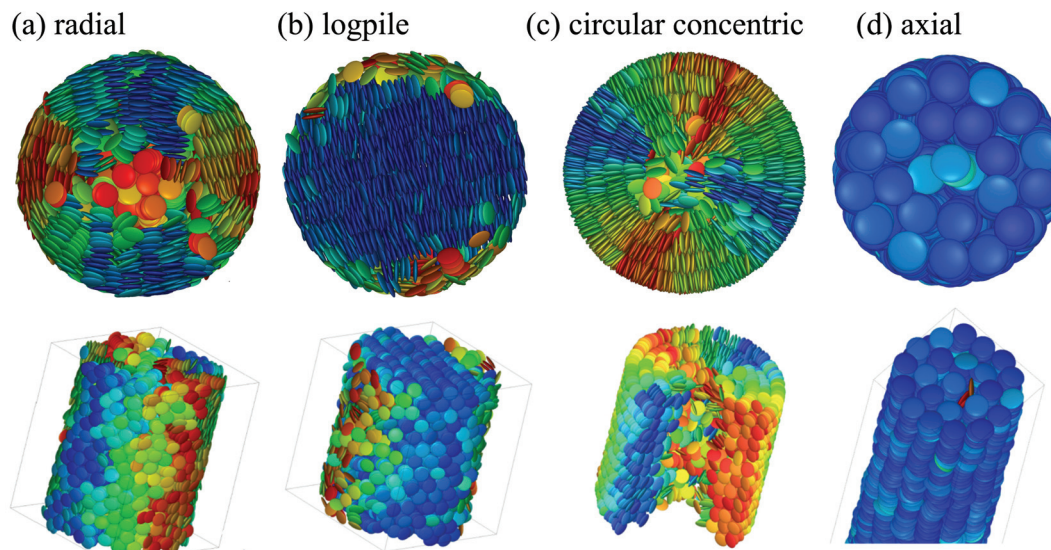 (a) radial
(b) logpile
(c) circular concentric
(d) axial